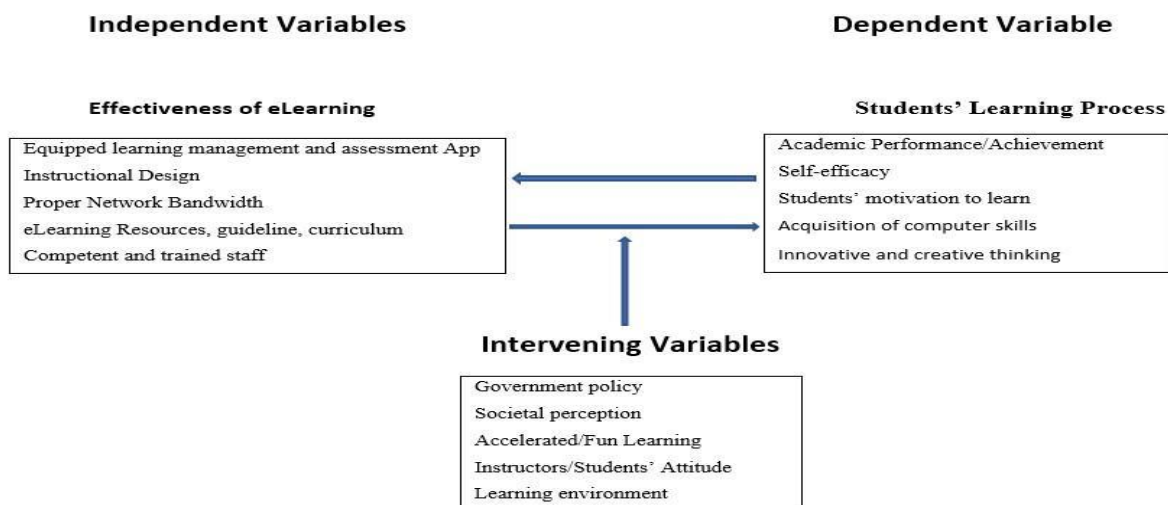 Independent Variables
Dependent Variable
Effectiveness of eLearning
Students’ Learning Process
Equipped learning management and assessment App
Instructional Design
Proper Network Bandwidth
eLearning Resources, guideline, curriculum
Competent and trained staff
Academic Performance/Achievement
Self-efficacy
Students’ motivation to learn
Acquisition of computer skills
Innovative and creative thinking
Intervening Variables
Government policy
Societal perception
Accelerated/Fun Learning
Instructors/Students’ Attitude
Learning environment